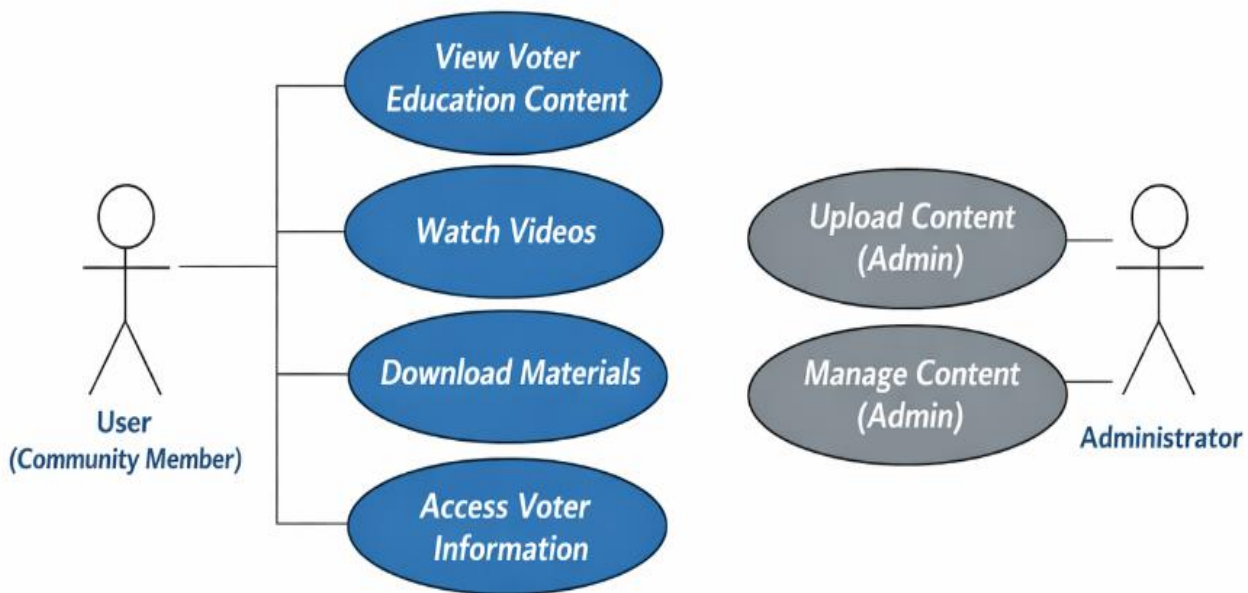 View Voter
Education Content
Watch Videos
Download Materials
Access Voter
Information
User
(Community Member)
Upload Content
(Admin)
Manage Content
(Admin)
Administrator